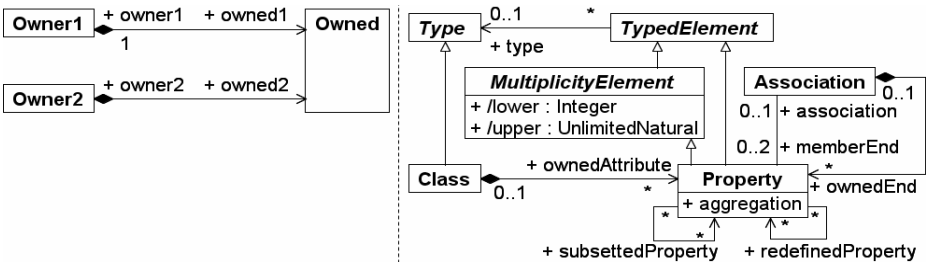 + owner1 + owned1
Owner1
1
Owned
+ owner2 + owned2
Owner2
Type
0..1 *
+ type
TypedElement
MultiplicityElement
+ /lower : Integer
+ /upper : UnlimitedNatural
Association
0..1
0..1 + association
0..2 + memberEnd
Class
0..1
+ ownedAttribute
*
Property
+ aggregation
*
+ ownedEnd
* *
* *
+ subsettedProperty
+ redefinedProperty